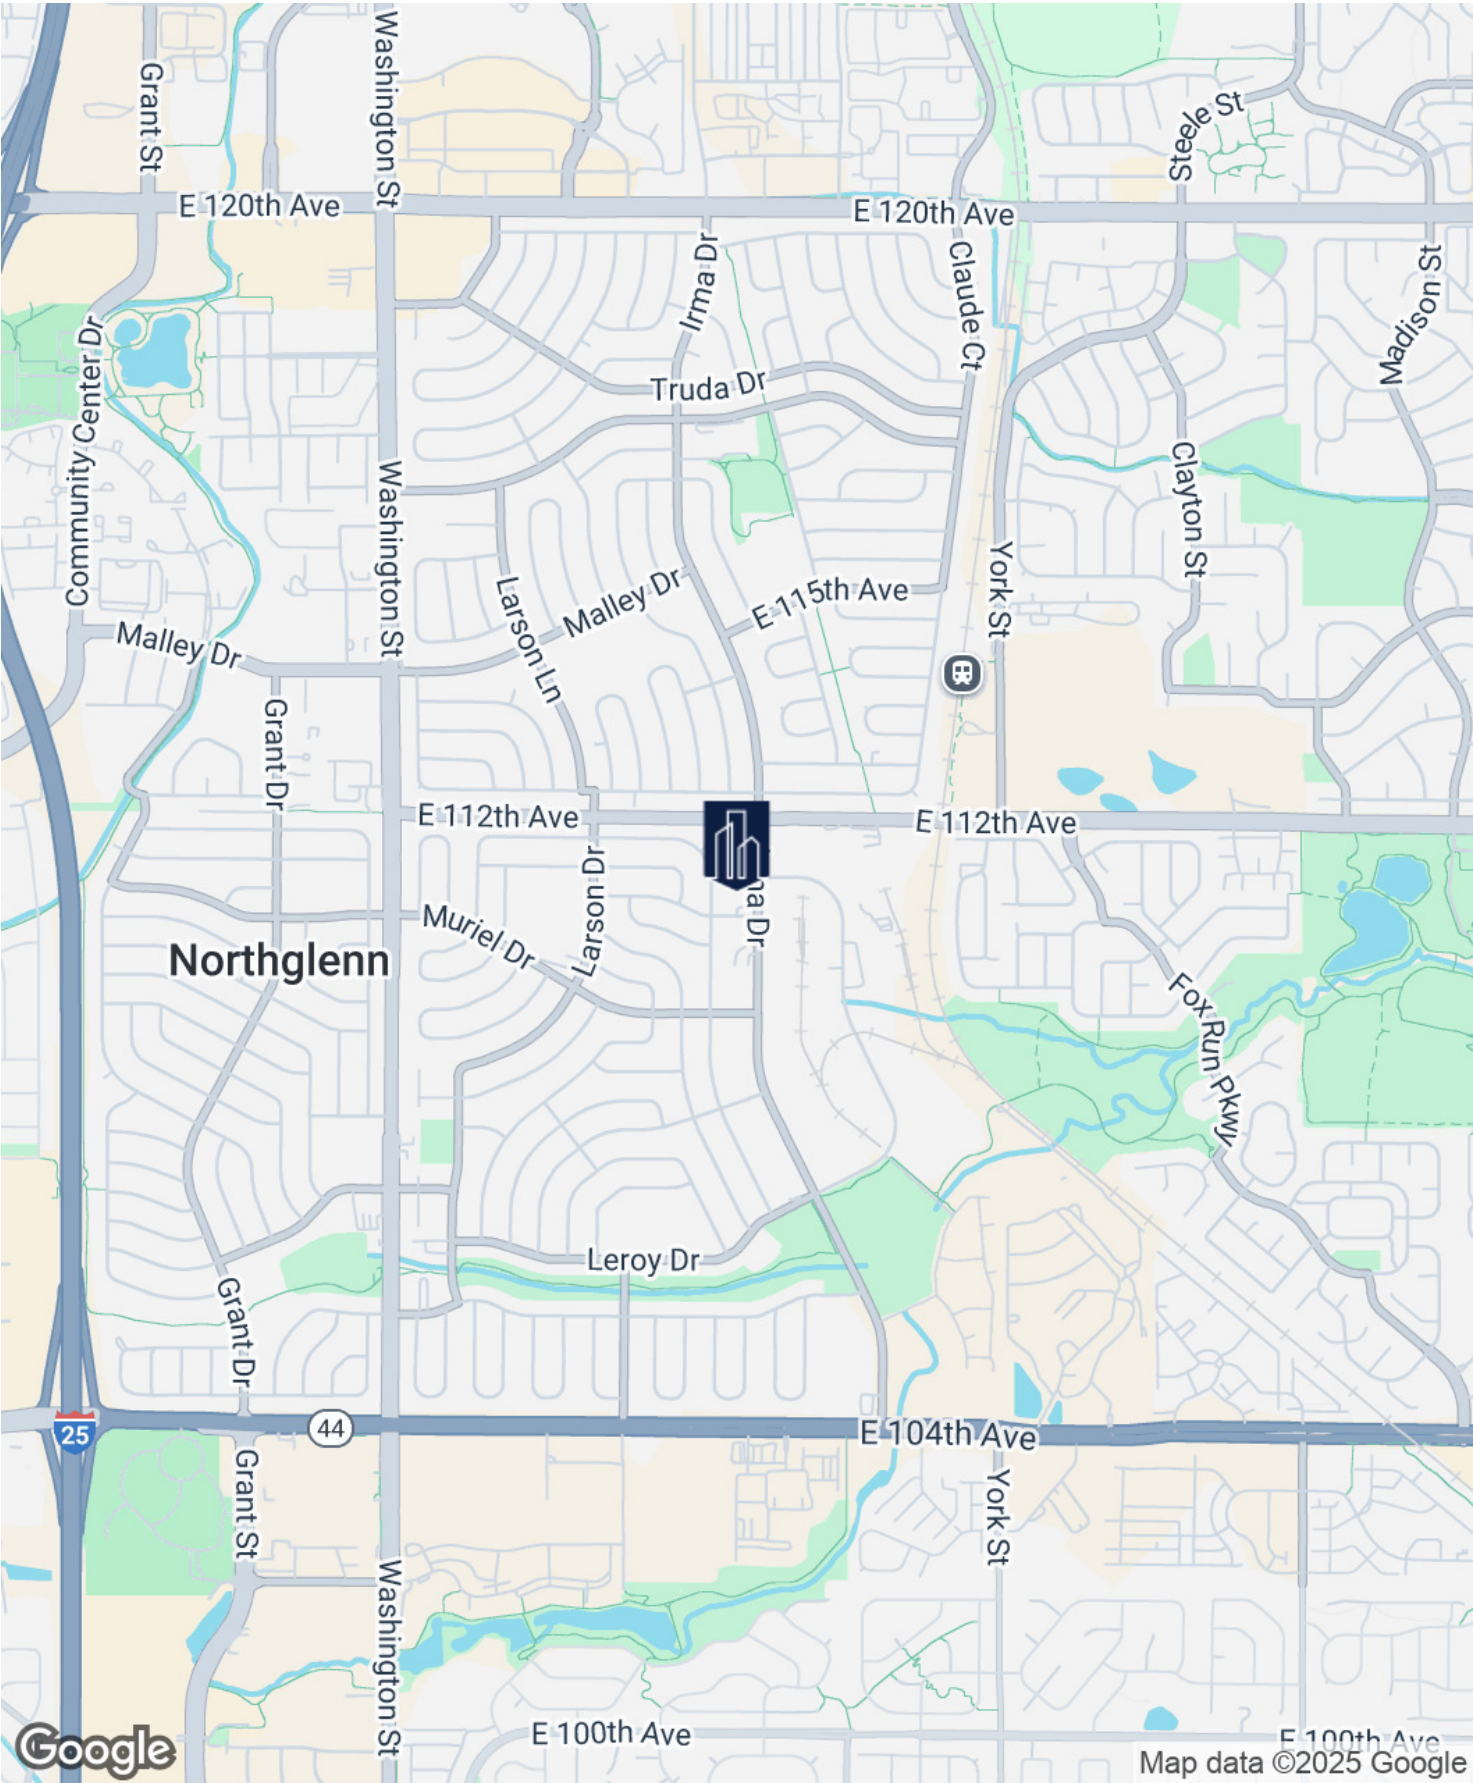 Washington St
Grant St
Steele St
E 120th Ave
E 120th Ave
Irma Dr
Claude Ct
Madison St
Community Center Dr
Truda Dr
Washington St
Clayton St
York St
Larson Ln
Malley Dr
E 115th Ave
Malley Dr
Grant Dr
E 112th Ave
E 112th Ave
Larson Dr
na Dr
Muriel Dr
Northglenn
Fox Run Pkwy
Leroy Dr
Grant Dr
25
44
E 104th Ave
Grant St
York St
Washington St
E 100th Ave
E 100th Ave
Google
Map data ©2025 Google